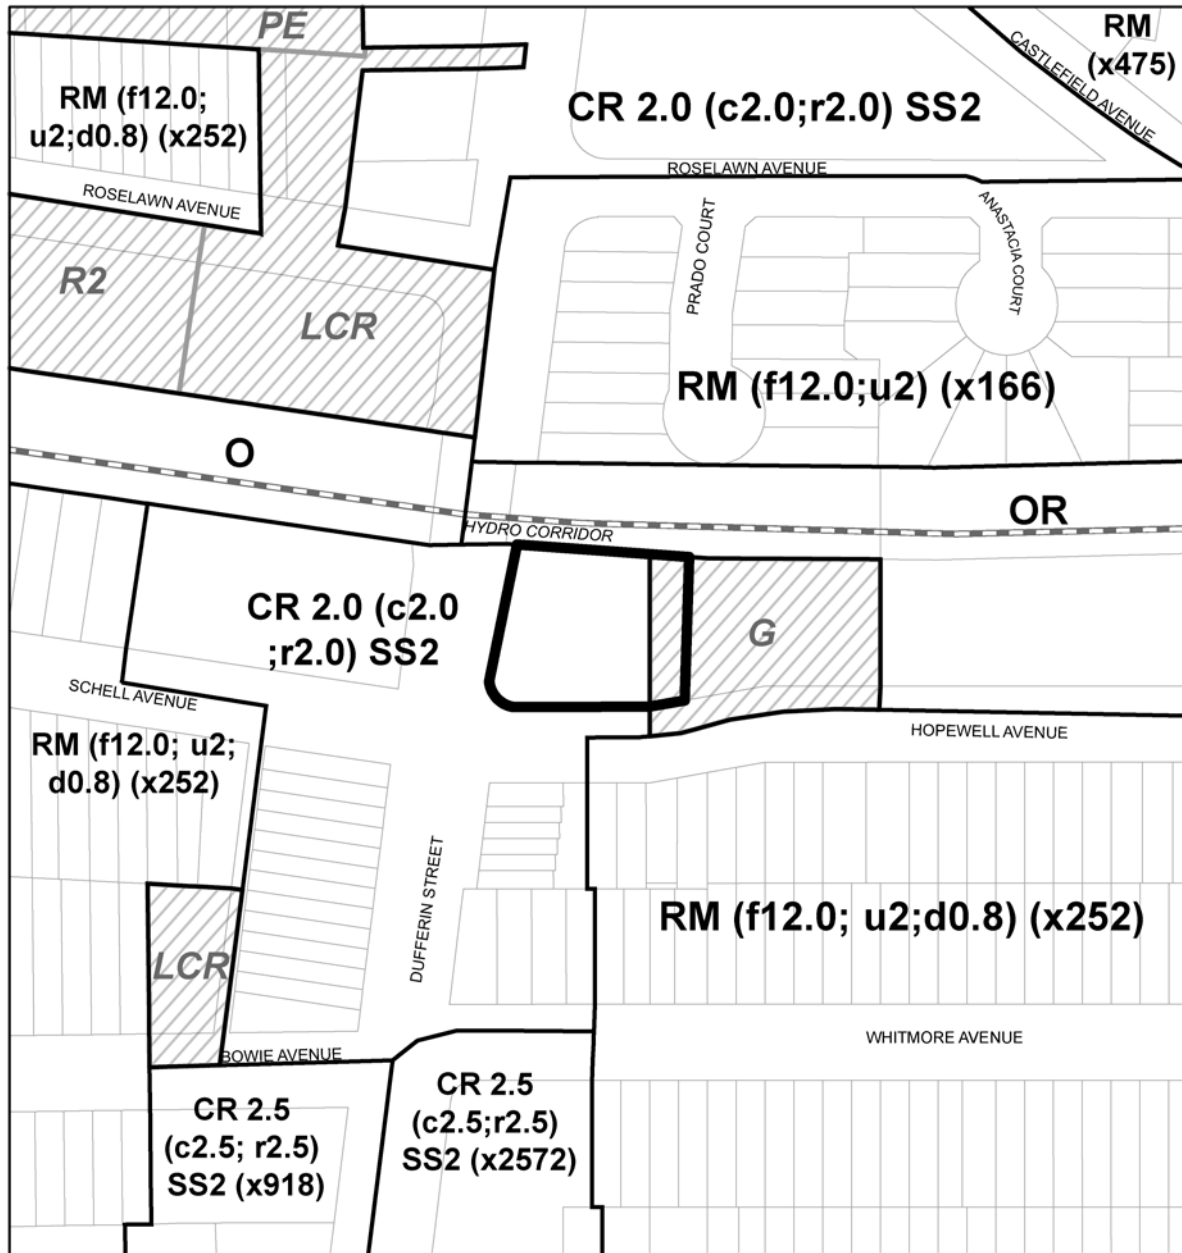 PE
RM (f12.0;
u2;d0.8) (x252)
ROSELAWN AVENUE
CR 2.0 (c2.0;r2.0) SS2
ROSELAWN AVENUE
RM
(x475)
CASTLEFIELD AVENUE
R2
LCR
PRADO COURT
ANASTACIA COURT
RM (f12.0;u2) (x166)
O
OR
HYDRO CORRIDOR
CR 2.0 (c2.0
;r2.0) SS2
G
SCHELL AVENUE
HOPEWELL AVENUE
RM (f12.0; u2;
d0.8) (x252)
DUFFERIN STREET
RM (f12.0; u2;d0.8) (x252)
LCR
WHITMORE AVENUE
BOWIE AVENUE
CR 2.5
(c2.5; r2.5)
SS2 (x918)
CR 2.5
(c2.5;r2.5)
SS2 (x2572)